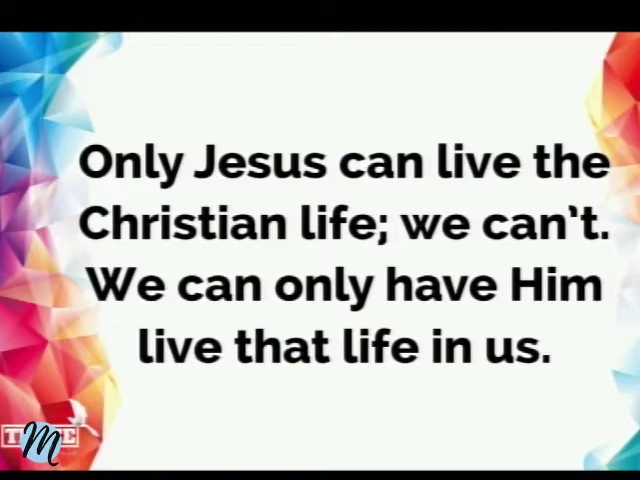 Only Jesus can live the
Christian life; we can't.
We can only have Him
live that life in us.
M